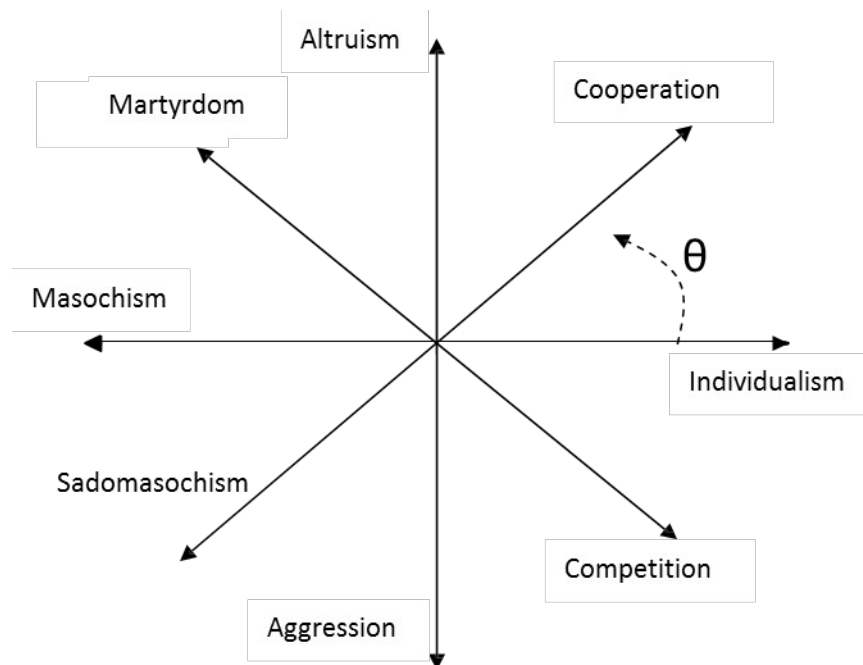 Altruism
Cooperation
Martyrdom
θ
Masochism
Individualism
Sadomasochism
Competition
Aggression